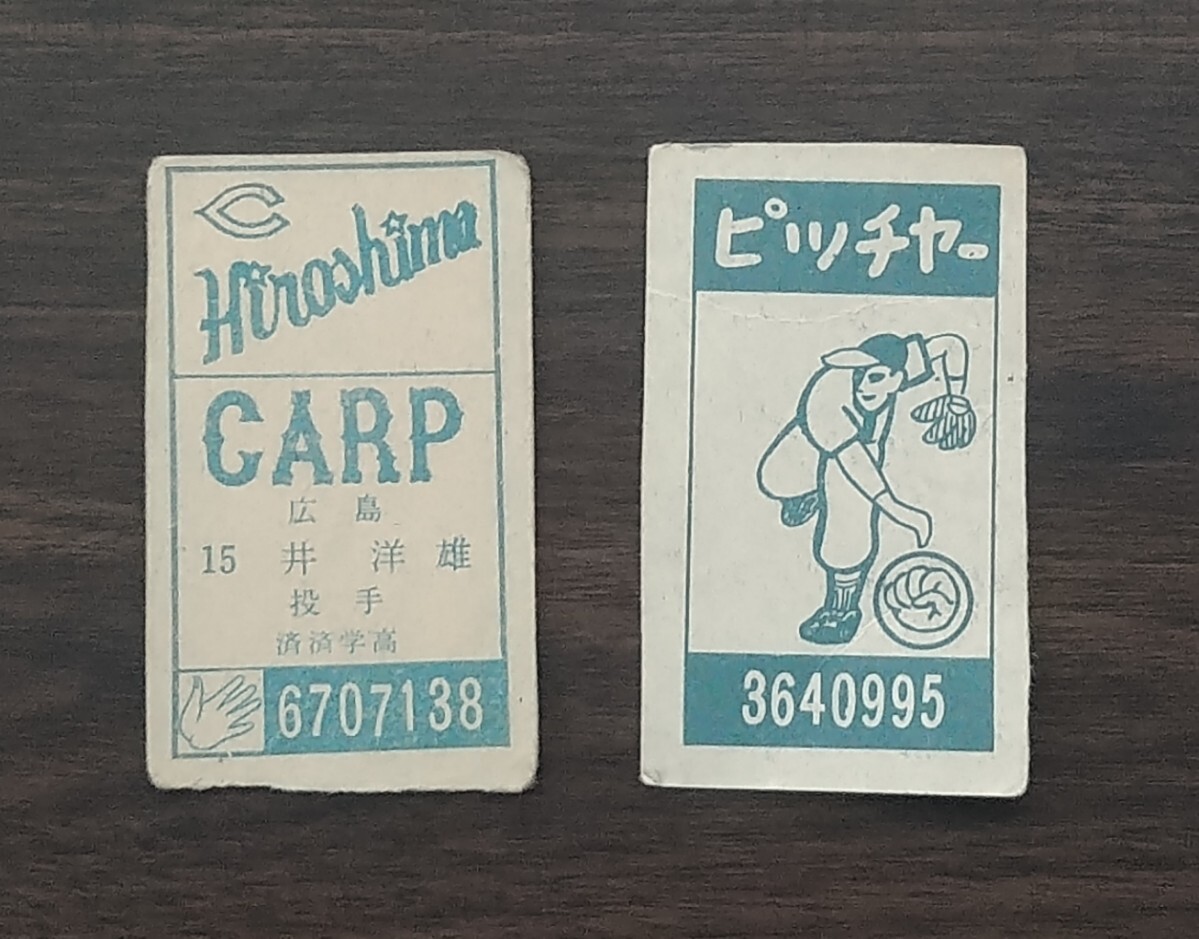 C
Hiroshima
CARP
広島
15 井 洋雄
投手
済済学高
6707138
ピッチャー
3640995